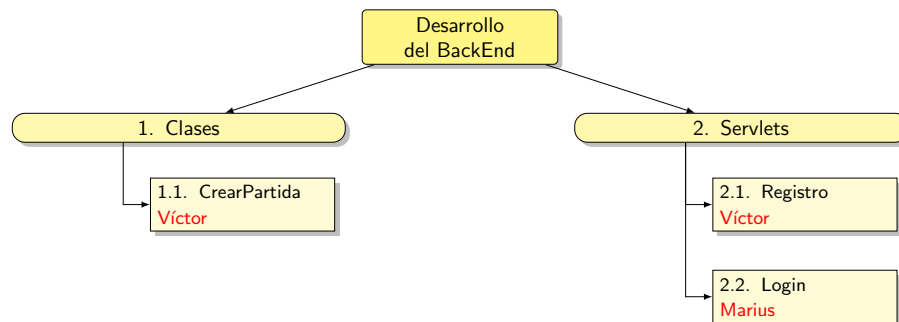 Desarrollo
del BackEnd
1. Clases
2. Servlets
1.1. CrearPartida
Víctor
2.1. Registro
Víctor
2.2. Login
Marius